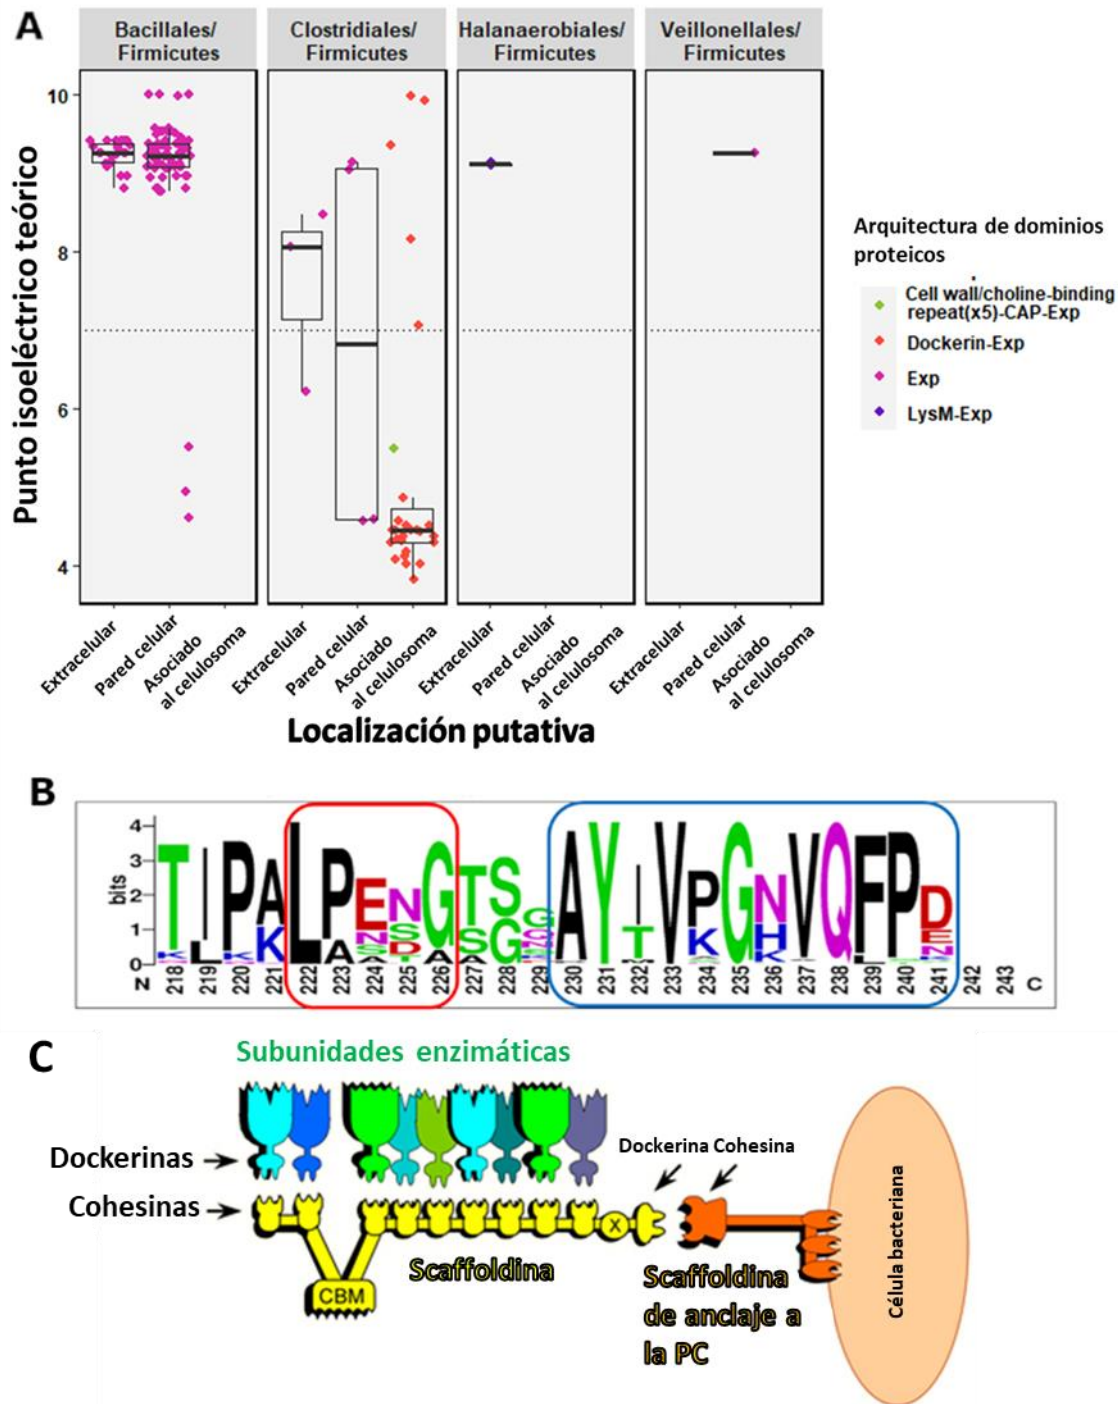 A
Bacillales/
Firmicutes
Clostridiales/
Firmicutes
Halanaerobiales/
Firmicutes
Veillonellales/
Firmicutes
Punto isoeléctrico teórico
10
8
6
4
Arquitectura de dominios
proteicos
Cell wall/choline-binding
repeat(x5)-CAP-Exp
Dockerin-Exp
Exp
LysM-Exp
Extracelular
Pared celular
Asociado
al celulosoma
Extracelular
Pared celular
Asociado
al celulosoma
Extracelular
Pared celular
Asociado
al celulosoma
Extracelular
Pared celular
Asociado
al celulosoma
Localización putativa
B
bits
4
3
2
1
0
TIPALPENGTSGAYIVPGNVQFPD
N 218 219 220 221 222 223 224 225 226 227 228 229 230 231 232 233 234 235 236 237 238 239 240 241 242 243 C
C
Subunidades enzimáticas
Dockerinas
Cohesinas
Dockerina Cohesina
X
CBM
Scaffoldina
Scaffoldina
de anclaje a
la PC
Célula bacteriana